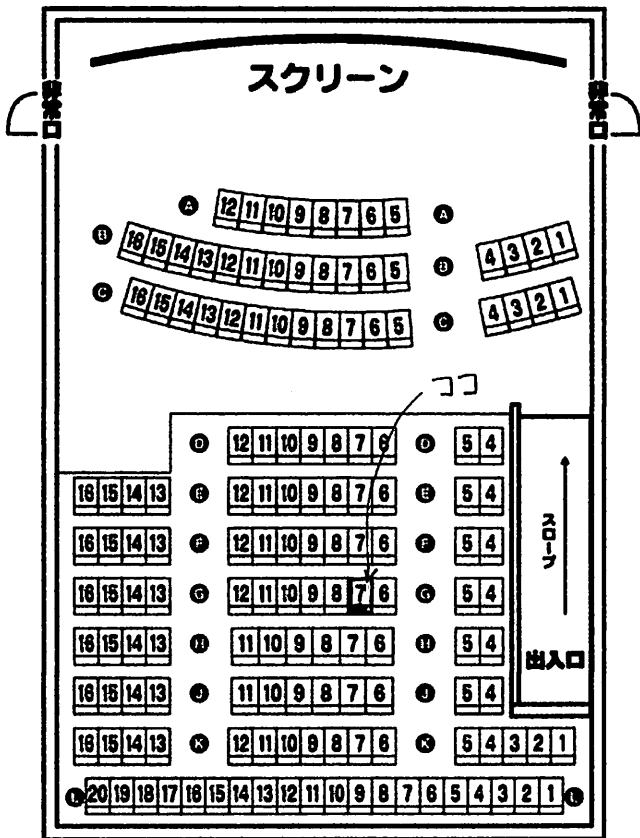 スクリーン
非常口 非常口
A 12 11 10 9 8 7 6 5 A
B 16 15 14 13 12 11 10 9 8 7 6 5 B 4 3 2 1
C 16 15 14 13 12 11 10 9 8 7 6 5 C 4 3 2 1
ココ
D 12 11 10 9 8 7 6 D 5 4
16 15 14 13 E 12 11 10 9 8 7 6 E 5 4
16 15 14 13 F 12 11 10 9 8 7 6 F 5 4
スロープ
16 15 14 13 G 12 11 10 9 8 7 6 G 5 4
16 15 14 13 H 11 10 9 8 7 6 H 5 4
出入口
16 15 14 13 J 11 10 9 8 7 6 J 5 4
16 15 14 13 K 12 11 10 9 8 7 6 K 5 4 3 2 1
L 20 19 18 17 16 15 14 13 12 11 10 9 8 7 6 5 4 3 2 1 L